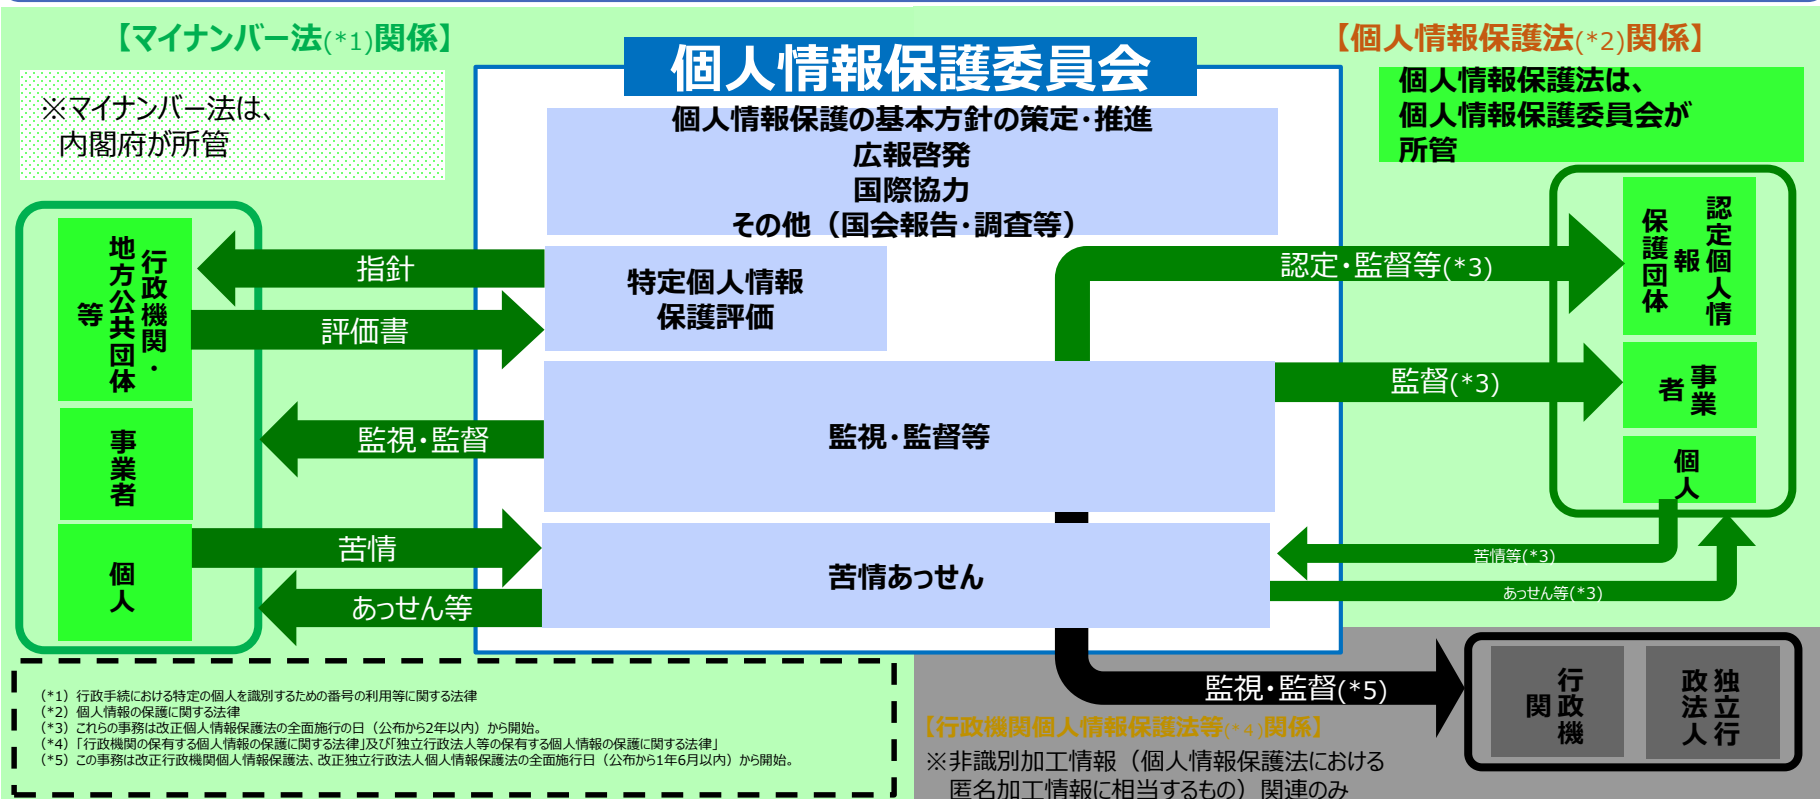 【マイナンバー法(*1)関係】
※マイナンバー法は、
内閣府が所管
個人情報保護委員会
個人情報保護の基本方針の策定・推進
広報啓発
国際協力
その他（国会報告・調査等）
【個人情報保護法(*2)関係】
個人情報保護法は、
個人情報保護委員会が
所管
行政機関・
地方公共団体
等
事業者
個人
指針
評価書
監視・監督
苦情
あっせん等
特定個人情報
保護評価
監視・監督等
苦情あっせん
認定・監督等(*3)
監督(*3)
苦情等(*3)
あっせん等(*3)
認定個人情
報
保護団体
事業
者
個
人
監視・監督(*5)
行政機
関
独立行
政法人
【行政機関個人情報保護法等(*4)関係】
※非識別加工情報（個人情報保護法における
匿名加工情報に相当するもの）関連のみ
(*1) 行政手続における特定の個人を識別するための番号の利用等に関する法律
(*2) 個人情報の保護に関する法律
(*3) これらの事務は改正個人情報保護法の全面施行の日（公布から2年以内）から開始。
(*4)「行政機関の保有する個人情報の保護に関する法律」及び「独立行政法人等の保有する個人情報の保護に関する法律」
(*5) この事務は改正行政機関個人情報保護法、改正独立行政法人個人情報保護法の全面施行日（公布から1年6月以内）から開始。